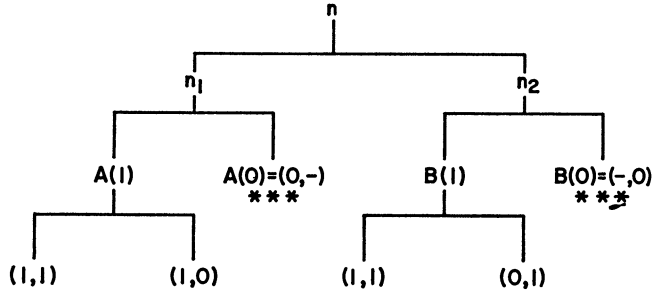 n
n₁ n₂
A(1) A(0)=(0,-) B(1) B(0)=(-,0)
*** ***
(1,1) (1,0) (1,1) (0,1)